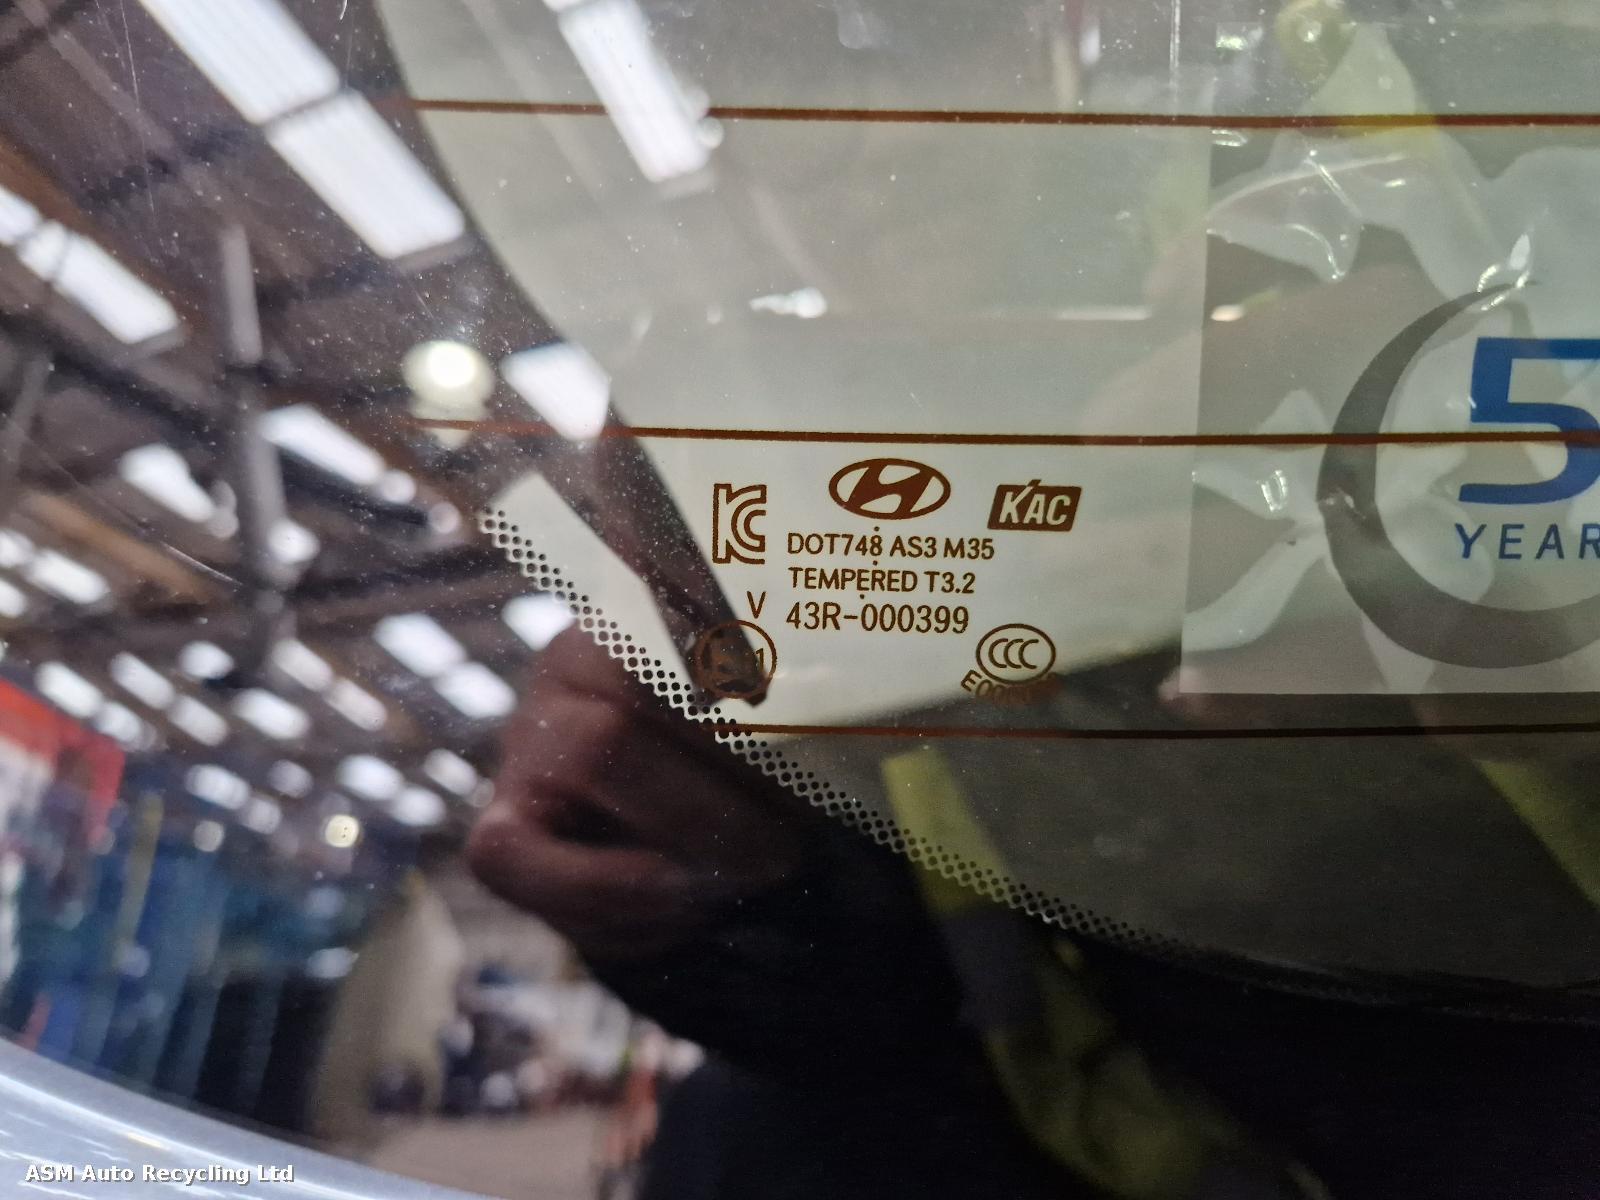 KC
KAC
DOT748 AS3 M35
TEMPERED T3.2
V 43R-000399
CCC
5
YEAR
ASM Auto Recycling Ltd